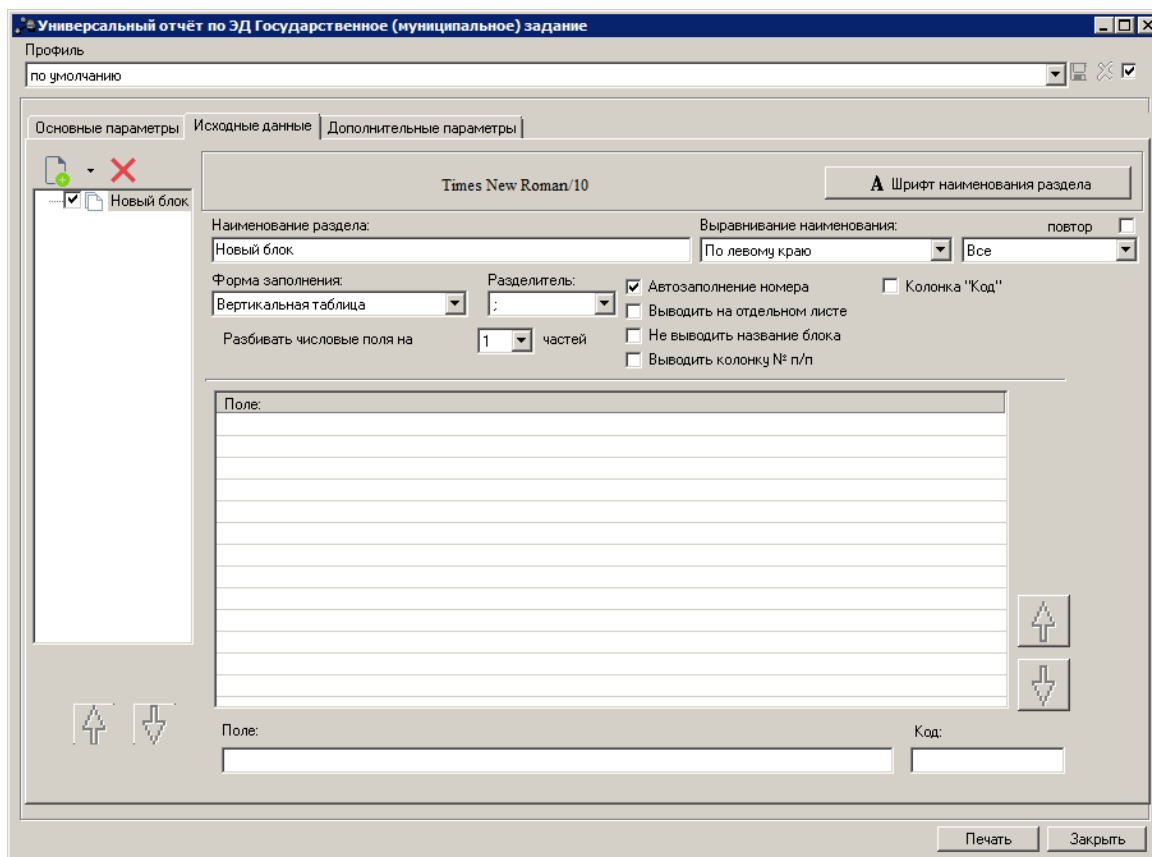 Универсальный отчёт по ЭД Государственное (муниципальное) задание
Профиль
по умолчанию
Основные параметры Исходные данные Дополнительные параметры
Новый блок
Times New Roman/10
A Шрифт наименования раздела
Наименование раздела: Выравнивание наименования: повтор
Новый блок По левому краю Все
Форма заполнения: Разделитель:
Вертикальная таблица ;
Автозаполнение номера Колонка "Код"
Выводить на отдельном листе
Разбивать числовые поля на 1 частей
Не выводить название блока
Выводить колонку № п/п
Поле:
Поле: Код:
Печать Закрыть